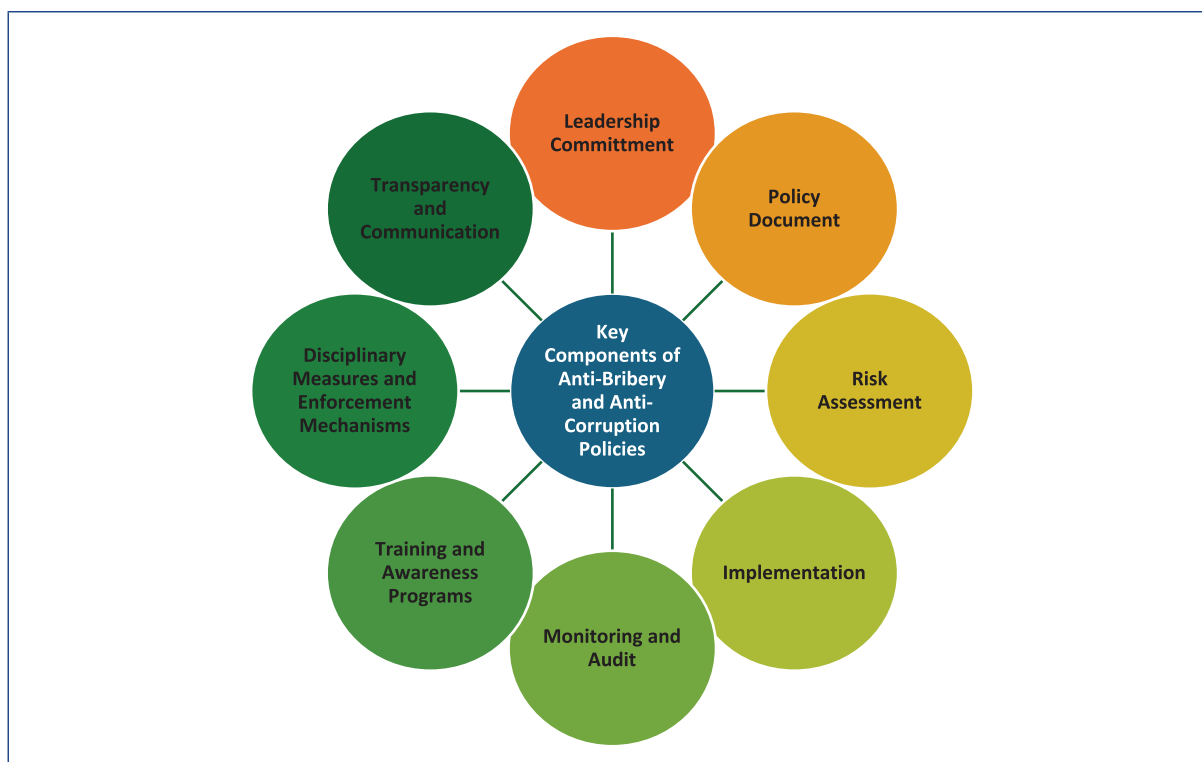 Leadership
Committment
Policy
Document
Risk
Assessment
Implementation
Monitoring and
Audit
Training and
Awareness
Programs
Disciplinary
Measures and
Enforcement
Mechanisms
Transparency
and
Communication
Key
Components of
Anti-Bribery
and Anti-
Corruption
Policies